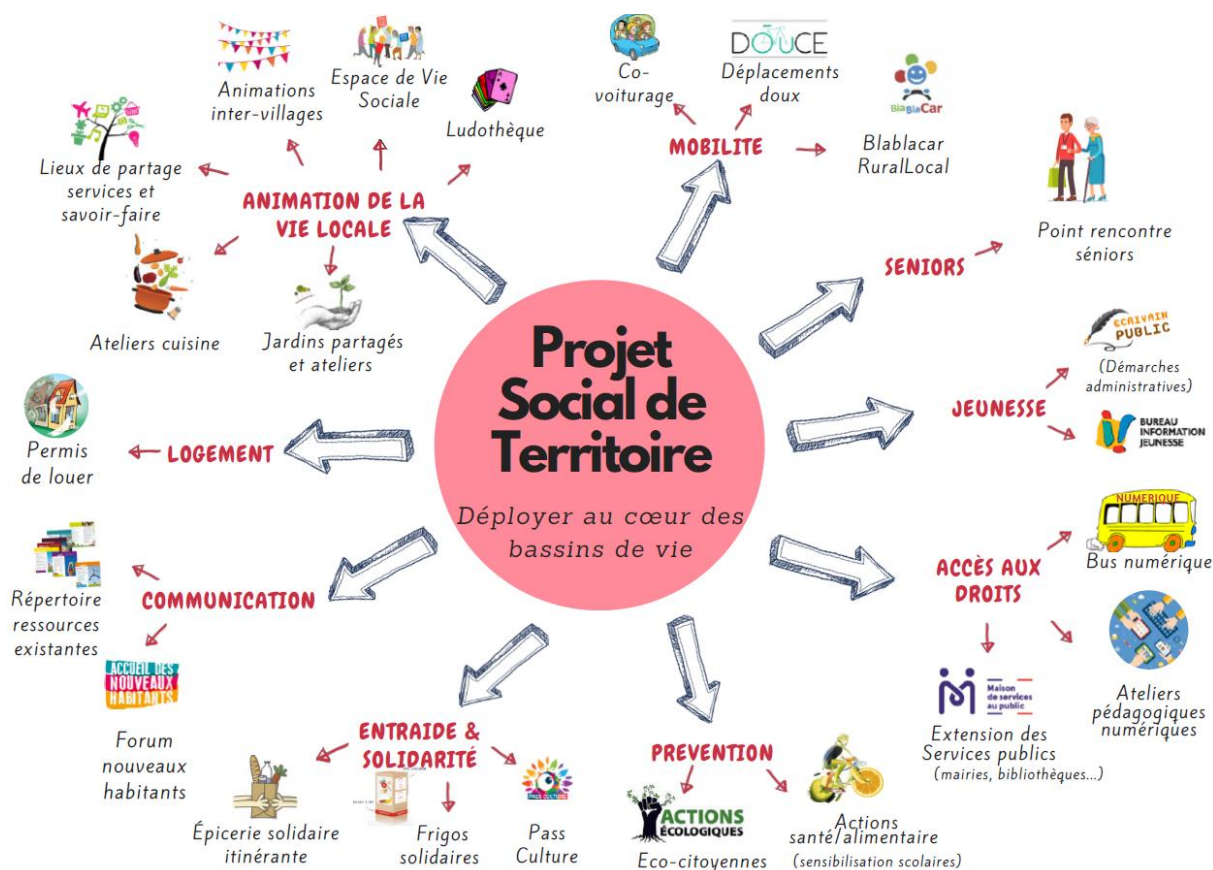 Projet
Social de
Territoire
Déployer au cœur des
bassins de vie
ANIMATION DE LA
VIE LOCALE
Lieux de partage
services et
savoir-faire
Animations
inter-villages
Espace de Vie
Sociale
Ludothèque
Ateliers cuisine
Jardins partagés
et ateliers
MOBILITE
Co-
voiturage
DOUCE
Déplacements
doux
BlaBlaCar
Blablacar
RuralLocal
SENIORS
Point rencontre
séniors
JEUNESSE
ECRIVAIN
PUBLIC
(Démarches
administratives)
BUREAU
INFORMATION
JEUNESSE
ACCÈS AUX
DROITS
NUMERIQUE
Bus numérique
Ateliers
pédagogiques
numériques
Maison
de services
au public
Extension des
Services publics
(mairies, bibliothèques...)
PREVENTION
ACTIONS
ÉCOLOGIQUES
Eco-citoyennes
Actions
santé/alimentaire
(sensibilisation scolaires)
ENTRAIDE &
SOLIDARITÉ
Épicerie solidaire
itinérante
Frigos
solidaires
Pass
Culture
COMMUNICATION
Répertoire
ressources
existantes
ACCUEIL DES
NOUVEAUX
HABITANTS
Forum
nouveaux
habitants
LOGEMENT
Permis
de louer